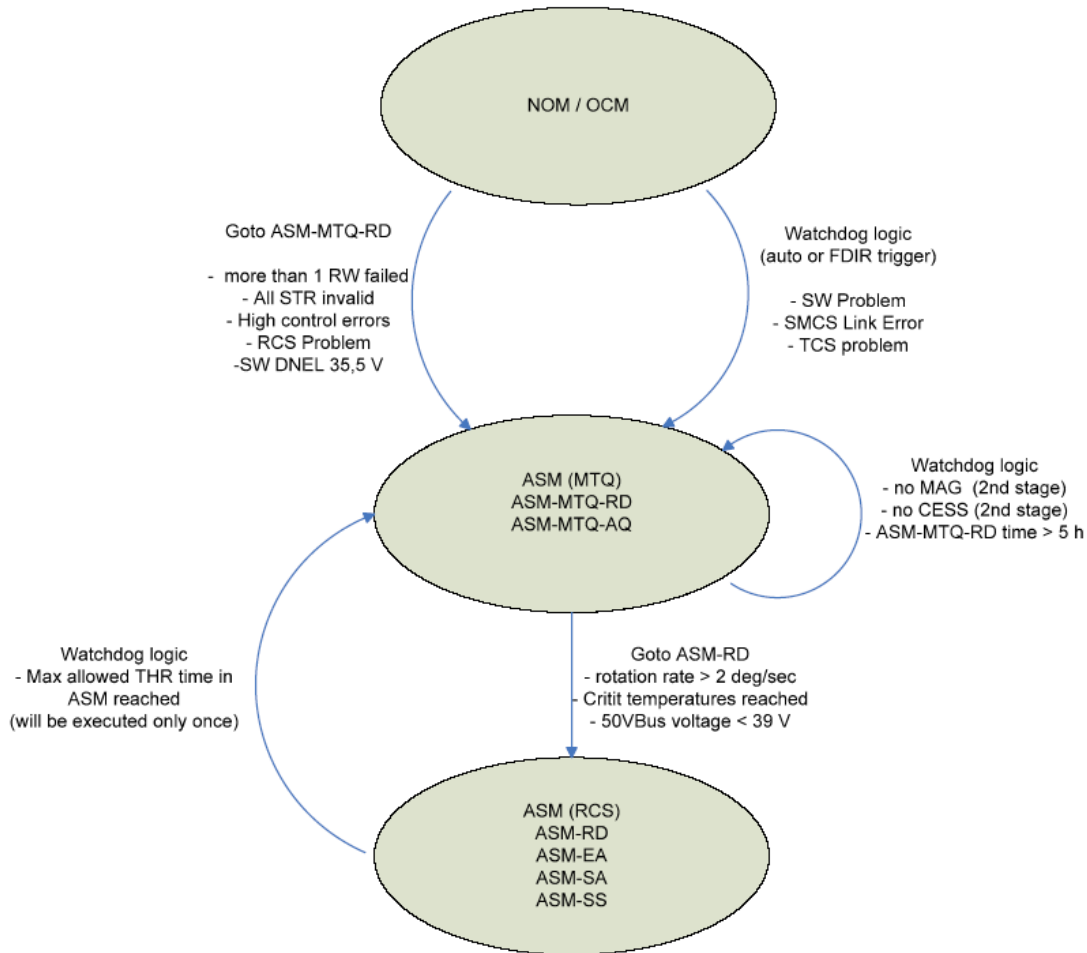 NOM / OCM
Goto ASM-MTQ-RD
- more than 1 RW failed
- All STR invalid
- High control errors
- RCS Problem
-SW DNEL 35,5 V
Watchdog logic
(auto or FDIR trigger)
- SW Problem
- SMCS Link Error
- TCS problem
ASM (MTQ)
ASM-MTQ-RD
ASM-MTQ-AQ
Watchdog logic
- no MAG (2nd stage)
- no CESS (2nd stage)
- ASM-MTQ-RD time > 5 h
Watchdog logic
- Max allowed THR time in
ASM reached
(will be executed only once)
Goto ASM-RD
- rotation rate > 2 deg/sec
- Critit temperatures reached
- 50VBus voltage < 39 V
ASM (RCS)
ASM-RD
ASM-EA
ASM-SA
ASM-SS